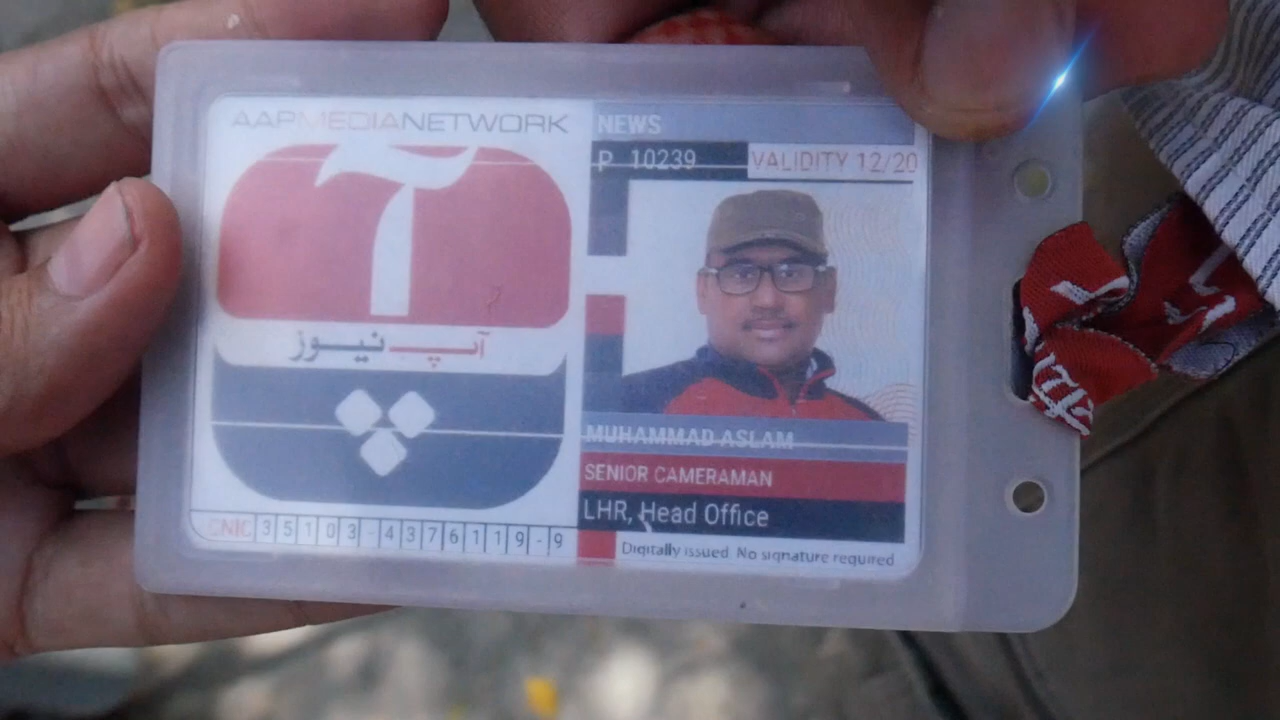 AAPMEDIANETWORK
آپ نیوز
CNIC 35103-4376119-9
NEWS
P 10239
VALIDITY 12/20
MUHAMMAD ASLAM
SENIOR CAMERAMAN
LHR, Head Office
Digitally issued No signature required